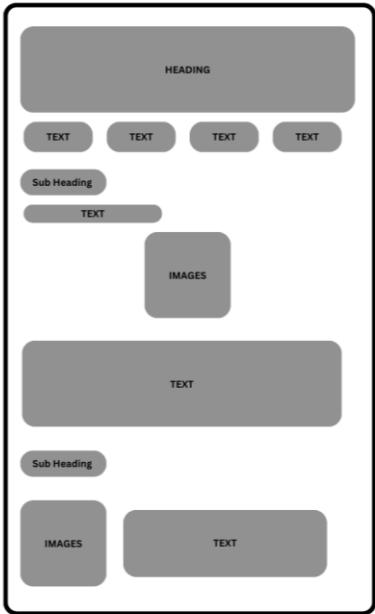 HEADING
TEXT TEXT TEXT TEXT
Sub Heading
TEXT
IMAGES
TEXT
Sub Heading
IMAGES TEXT